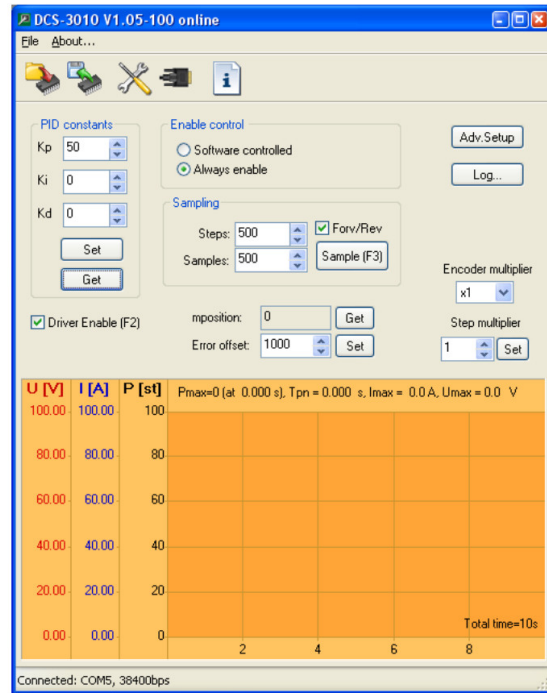 DCS-3010 V1.05-100 online
File About...
i
PID constants
Kp 50
Ki 0
Kd 0
Set
Get
Enable control
Software controlled
Always enable
Sampling
Steps: 500
Forv/Rev
Samples: 500
Sample (F3)
Adv.Setup
Log...
Encoder multiplier
x1
Driver Enable (F2)
mposition: 0 Get
Error offset: 1000 Set
Step multiplier
1 Set
U [V] I [A] P [st] Pmax=0 (at 0.000 s), Tpn = 0.000 s, Imax = 0.0 A, Umax = 0.0 V
100.00 100.00 100
80.00 80.00 80
60.00 60.00 60
40.00 40.00 40
20.00 20.00 20
Total time=10s
0.00 0.00 0
2 4 6 8
Connected: COM5, 38400bps